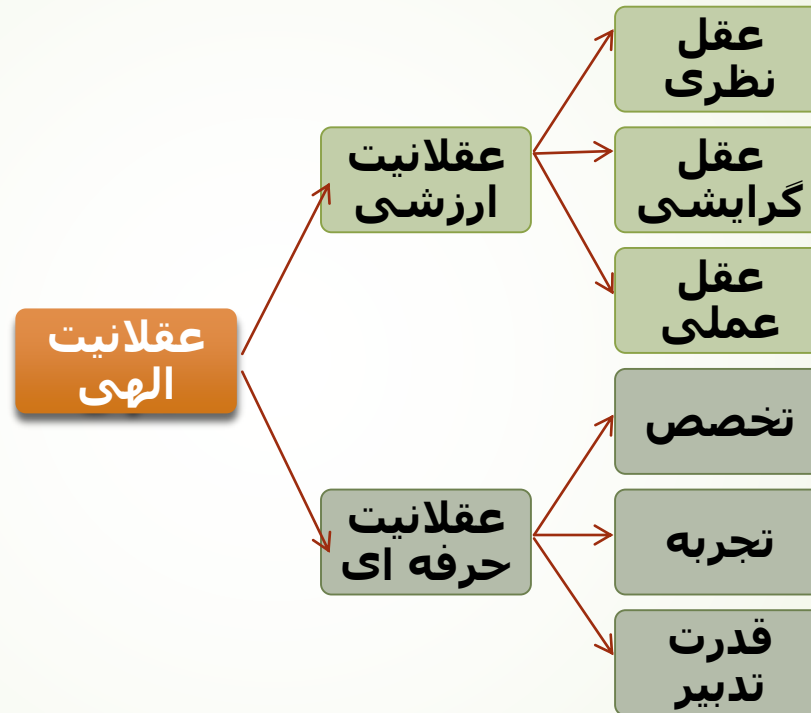 عقلانیت
الهی
عقلانیت
ارزشی
عقل
نظری
عقل
گرایشی
عقل
عملی
عقلانیت
حرفه ای
تخصص
تجربه
قدرت
تدبیر